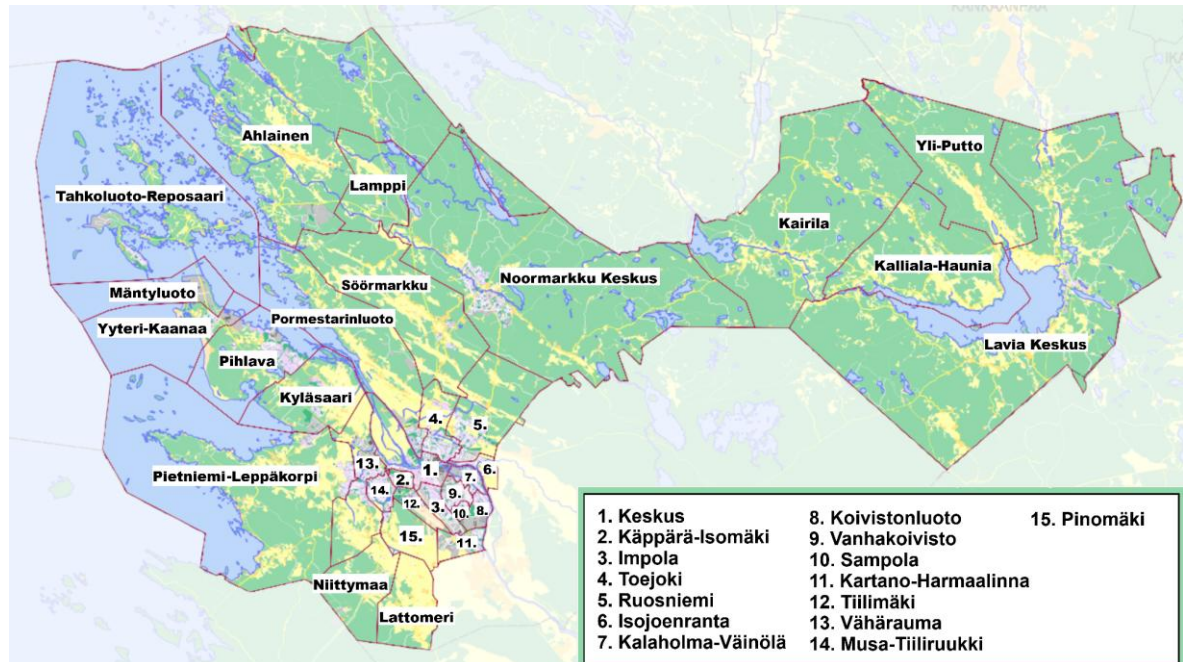 KANKAANPÄÄ
IKA
Ahlainen
Yli-Putto
Lamppi
Tahkoluoto-Reposaari
Kairila
Kalliala-Haunia
Noormarkku Keskus
Söörmarkku
Mäntyluoto
Pormestarinluoto
Yyteri-Kaanaa
Lavia Keskus
Pihlava
Kyläsaari
4.
5.
13.
1.
6.
Pietniemi-Leppäkorpi
2.
7.
14.
9.
12.
3.
10.
8.
15.
11.
Niittymaa
Lattomeri
1. Keskus
2. Käppärä-Isomäki
3. Impola
4. Toejoki
5. Ruosniemi
6. Isojoenranta
7. Kalaholma-Väinölä
8. Koivistonluoto
9. Vanhakoivisto
10. Sampola
11. Kartano-Harmaalinna
12. Tiilimäki
13. Vähärauma
14. Musa-Tiiliruukki
15. Pinomäki